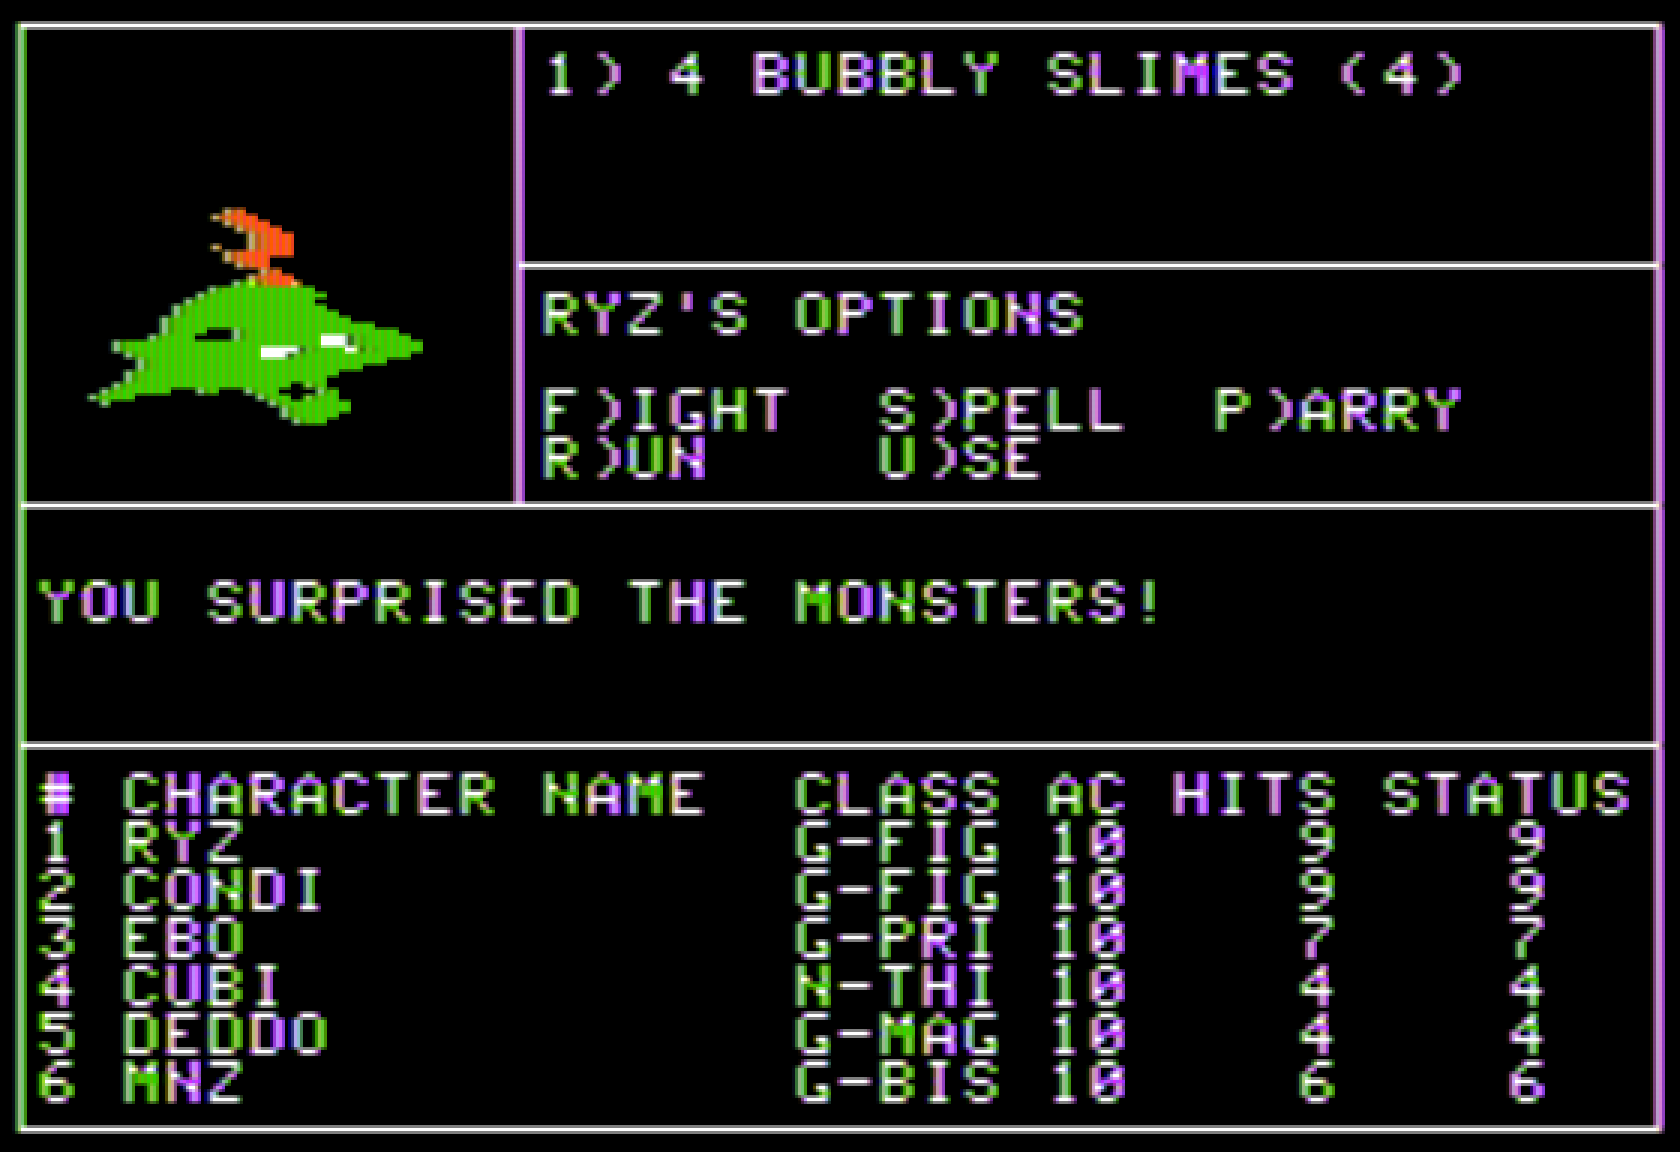 1) 4 BUBBLY SLIMES (4)
RYZ'S OPTIONS
F)IGHT S)PELL P)ARRY
R)UN U)SE
YOU SURPRISED THE MONSTERS!
# CHARACTER NAME CLASS AC HITS STATUS
1 RYZ G-FIG 10 9 9
2 CONDI G-FIG 10 9 9
3 EBO G-PRI 10 7 7
4 CUBI N-THI 10 4 4
5 DEDDO G-MAG 10 4 4
6 MNZ G-BIS 10 6 6